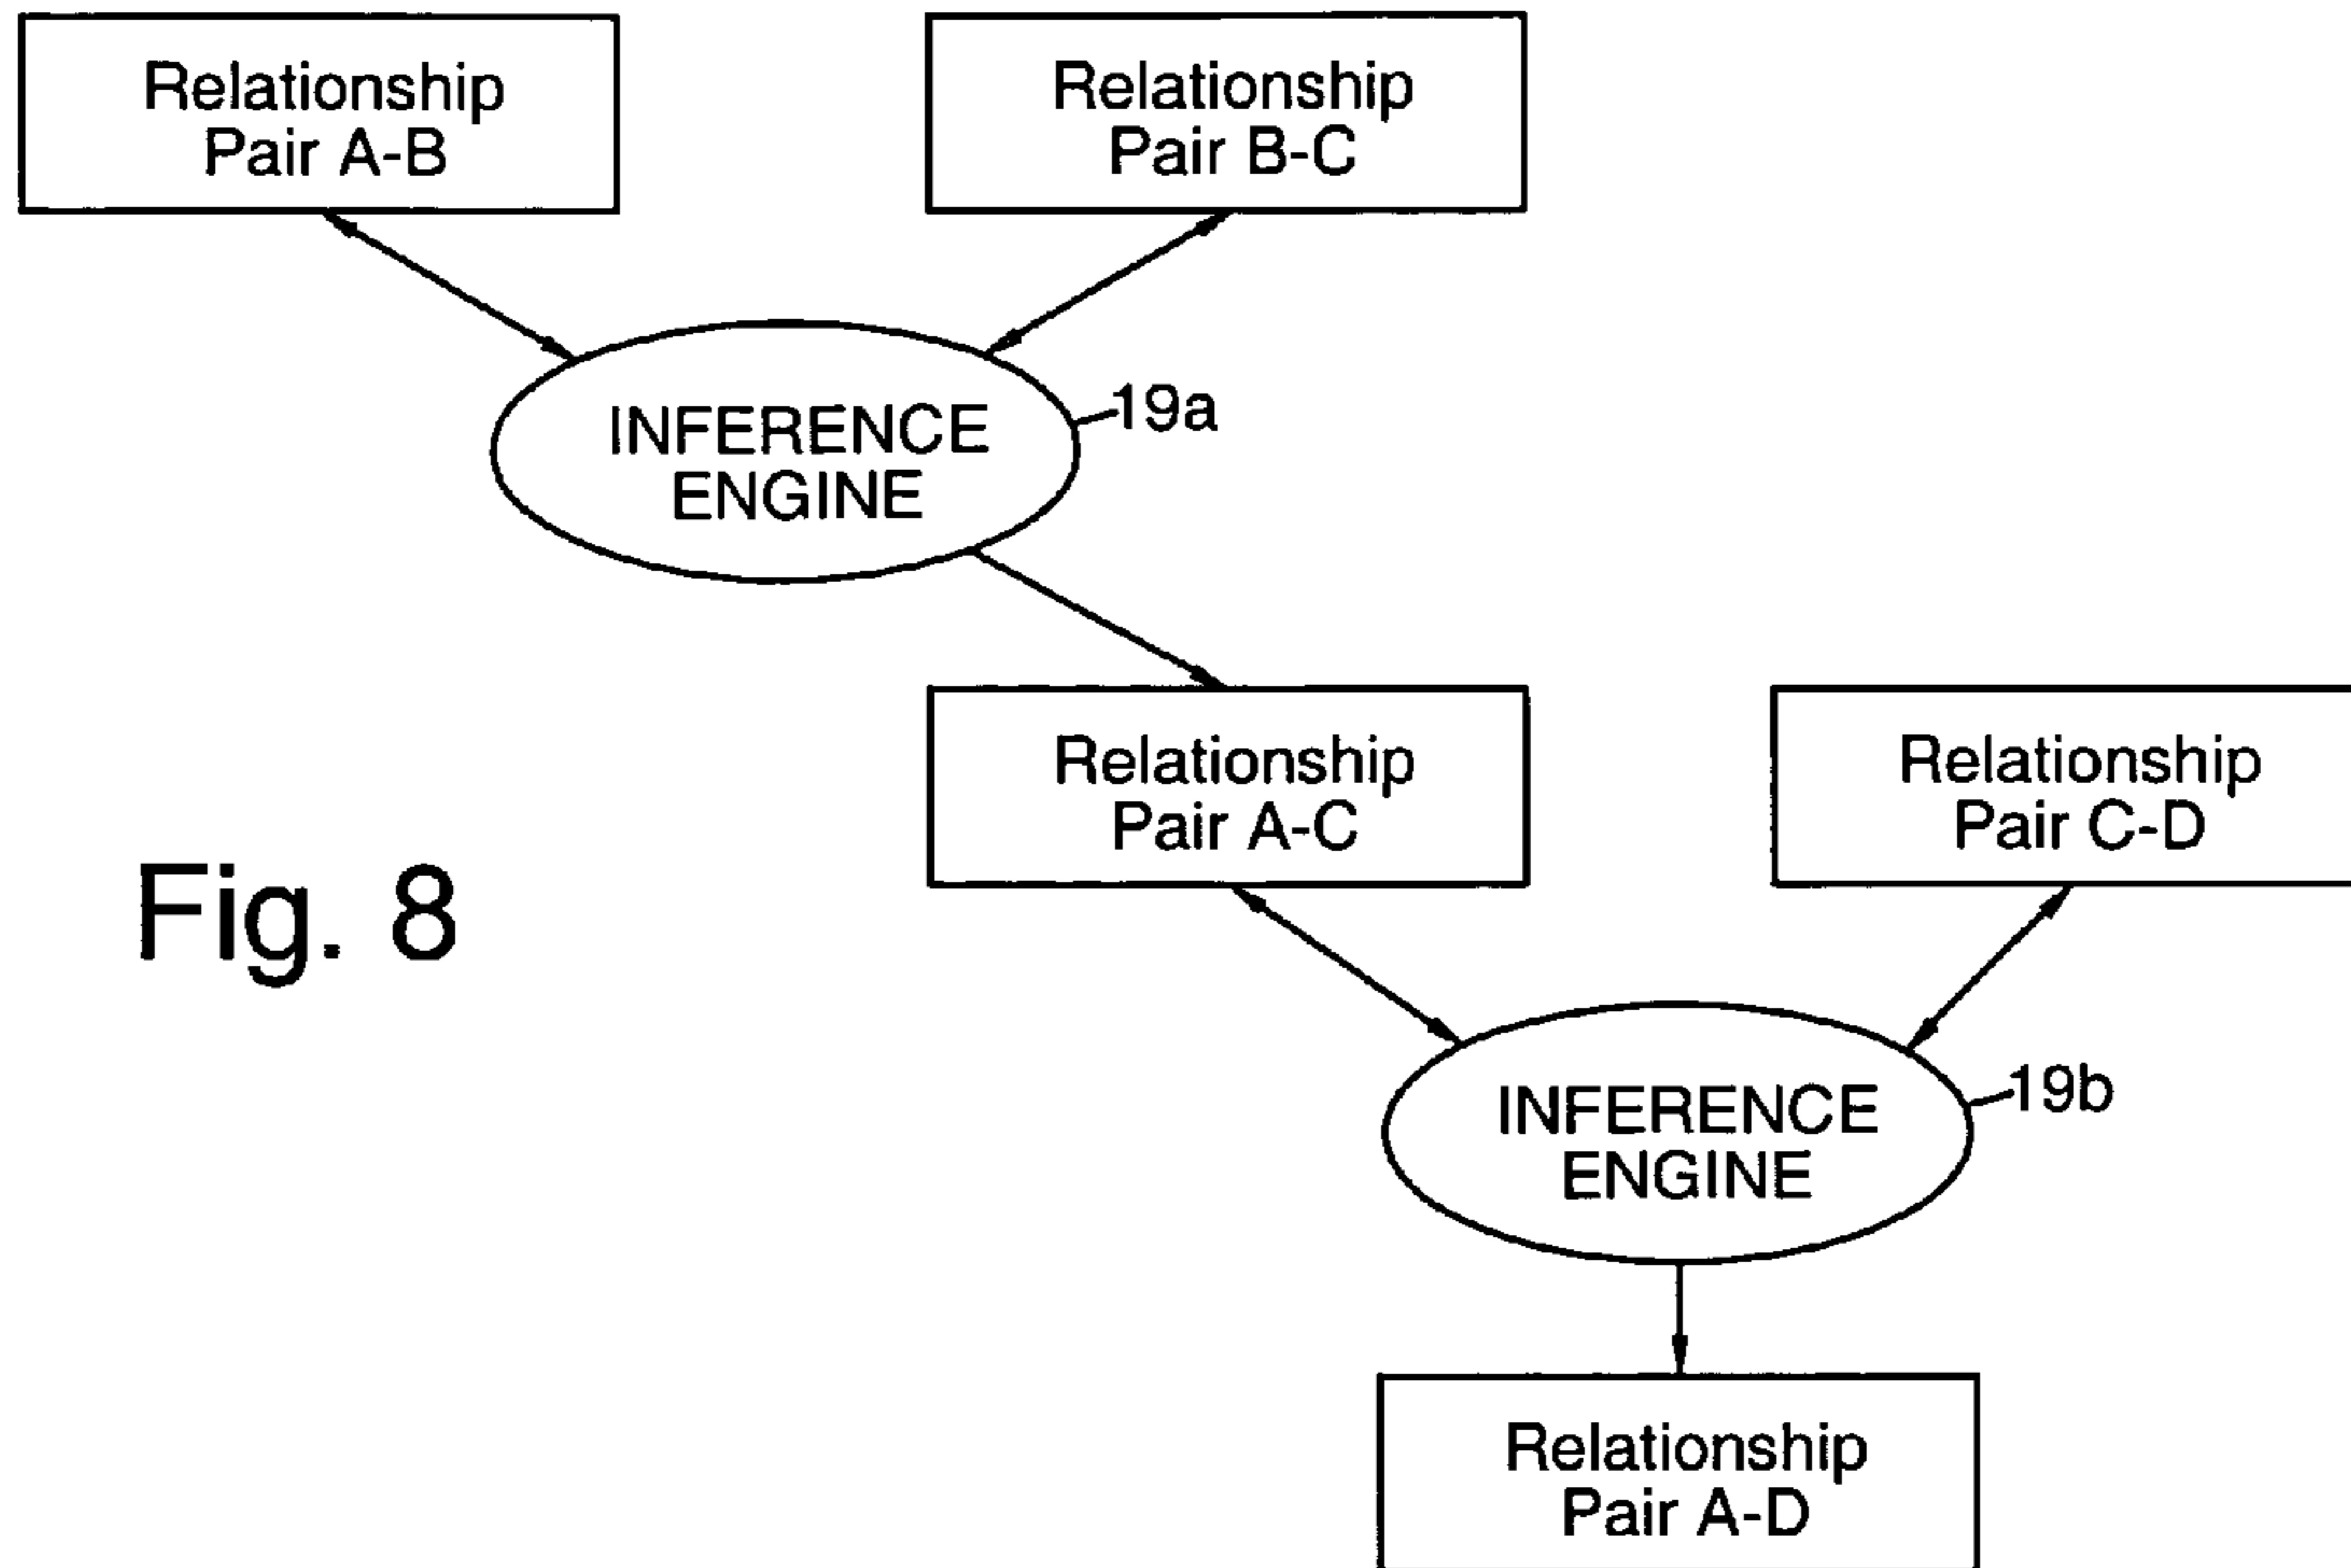 Relationship
Pair A-B
Relationship
Pair B-C
INFERENCE
ENGINE
19a
Relationship
Pair A-C
Relationship
Pair C-D
Fig. 8
INFERENCE
ENGINE
19b
Relationship
Pair A-D